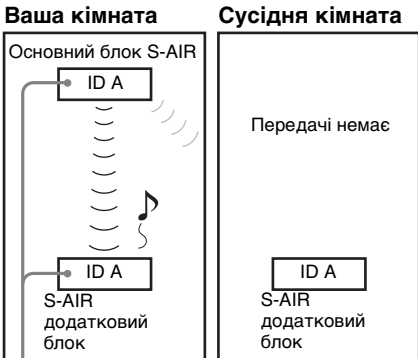 Ваша кімната
Основний блок S-AIR
ID A
ID A
S-AIR
додатковий
блок
Сусідня кімната
Передачі немає
ID A
S-AIR
додатковий
блок